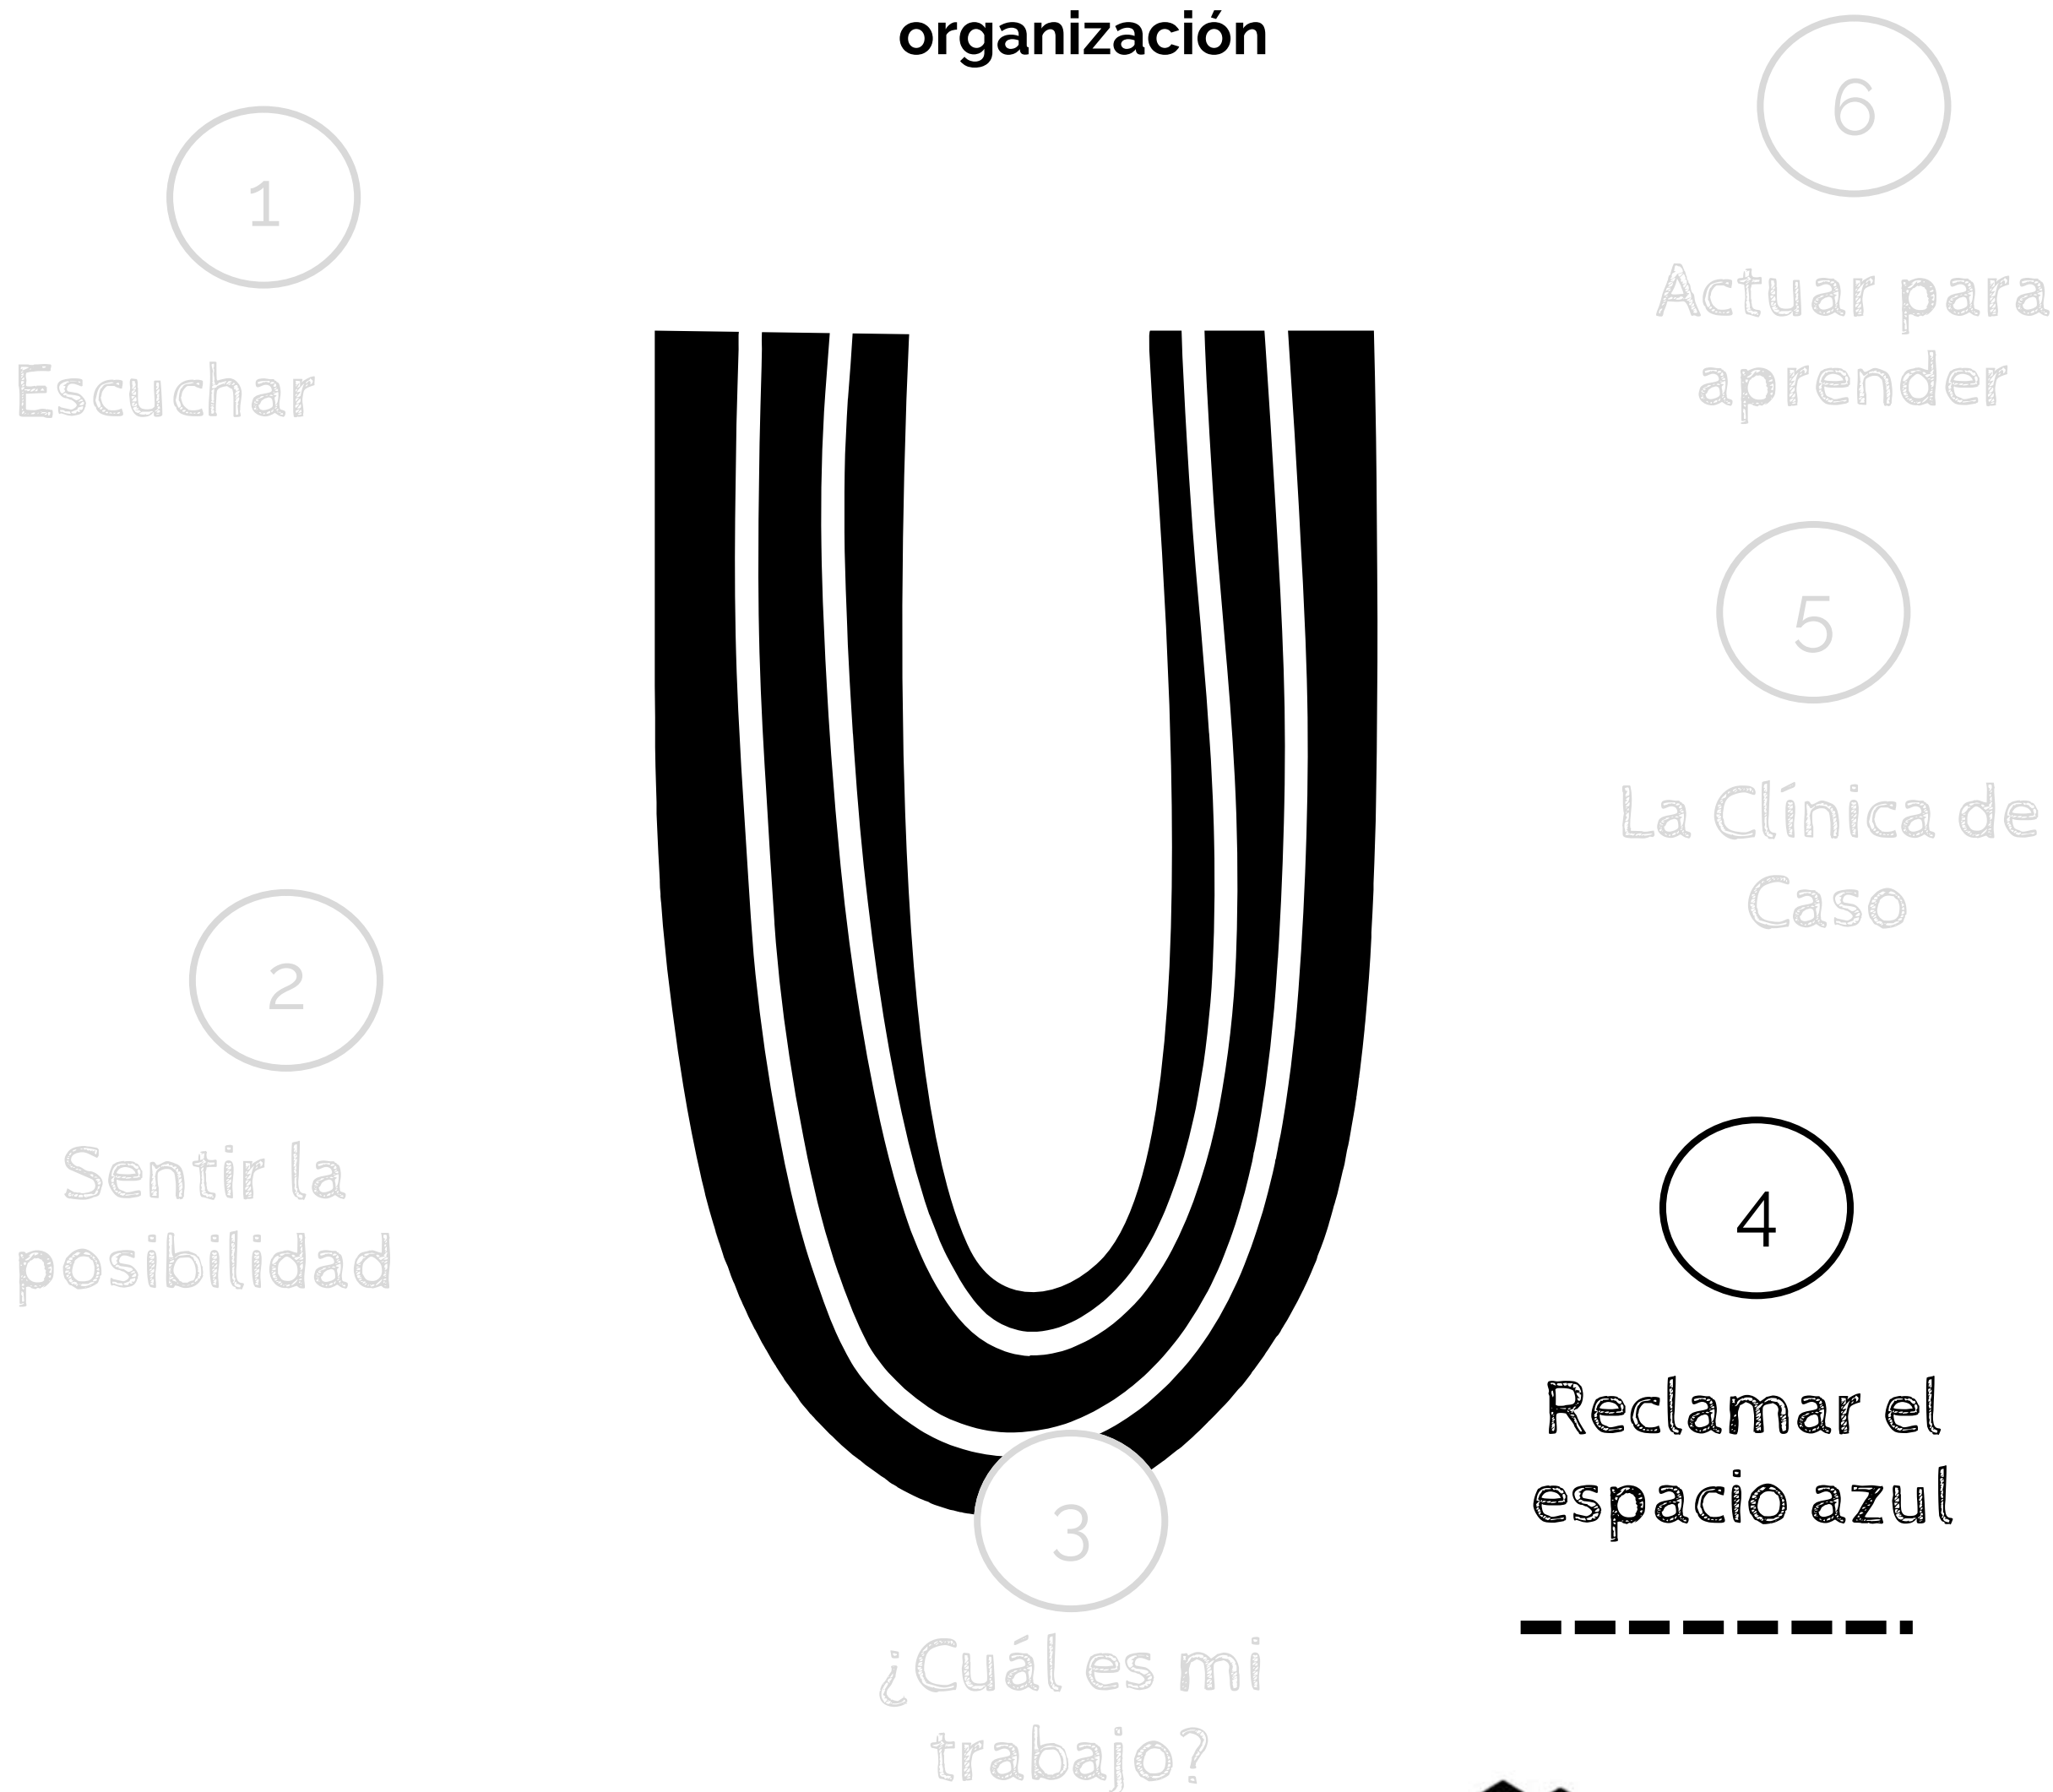 organización
1
Escuchar
2
Sentir la
posibilidad
3
¿Cuál es mi
trabajo?
4
Reclamar el
espacio azul
5
La Clínica de
Caso
6
Actuar para
aprender